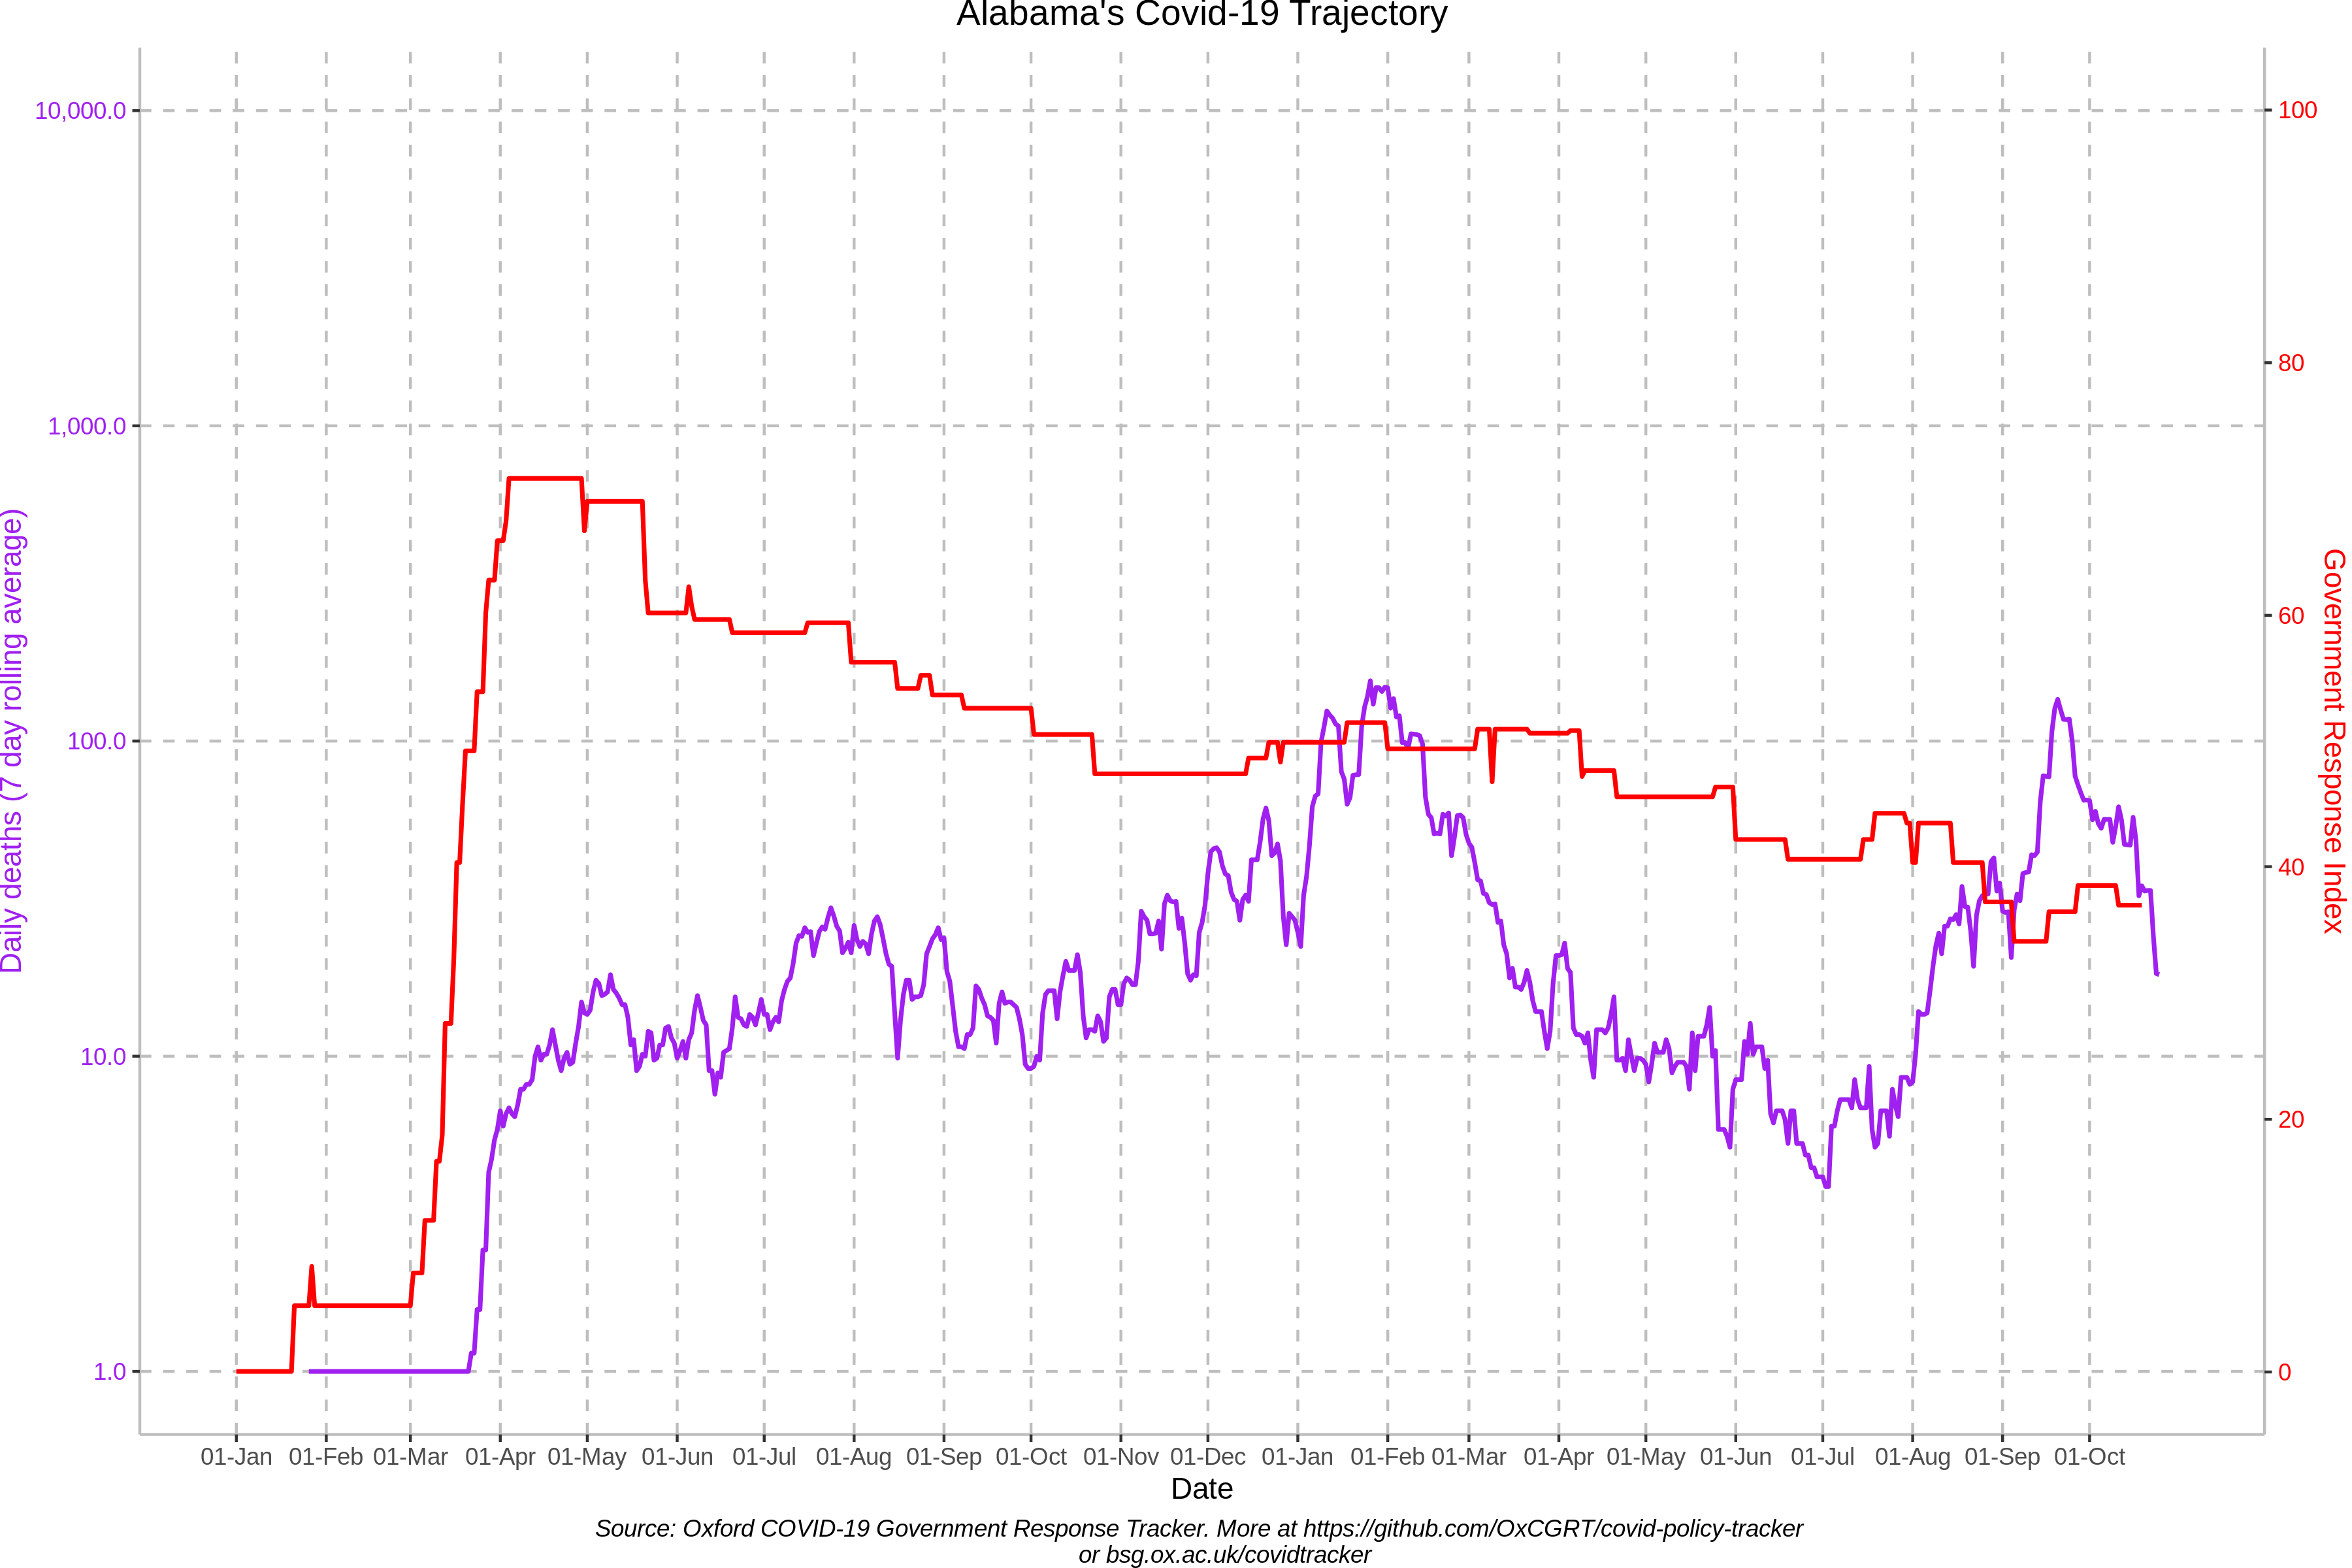 Alabama's Covid-19 Trajectory
10,000.0
1,000.0
100.0
10.0
1.0
Daily deaths (7 day rolling average)
100
80
60
40
20
0
Government Response Index
01-Jan 01-Feb 01-Mar 01-Apr 01-May 01-Jun 01-Jul 01-Aug 01-Sep 01-Oct 01-Nov 01-Dec 01-Jan 01-Feb 01-Mar 01-Apr 01-May 01-Jun 01-Jul 01-Aug 01-Sep 01-Oct
Date
Source: Oxford COVID-19 Government Response Tracker. More at https://github.com/OxCGRT/covid-policy-tracker
or bsg.ox.ac.uk/covidtracker